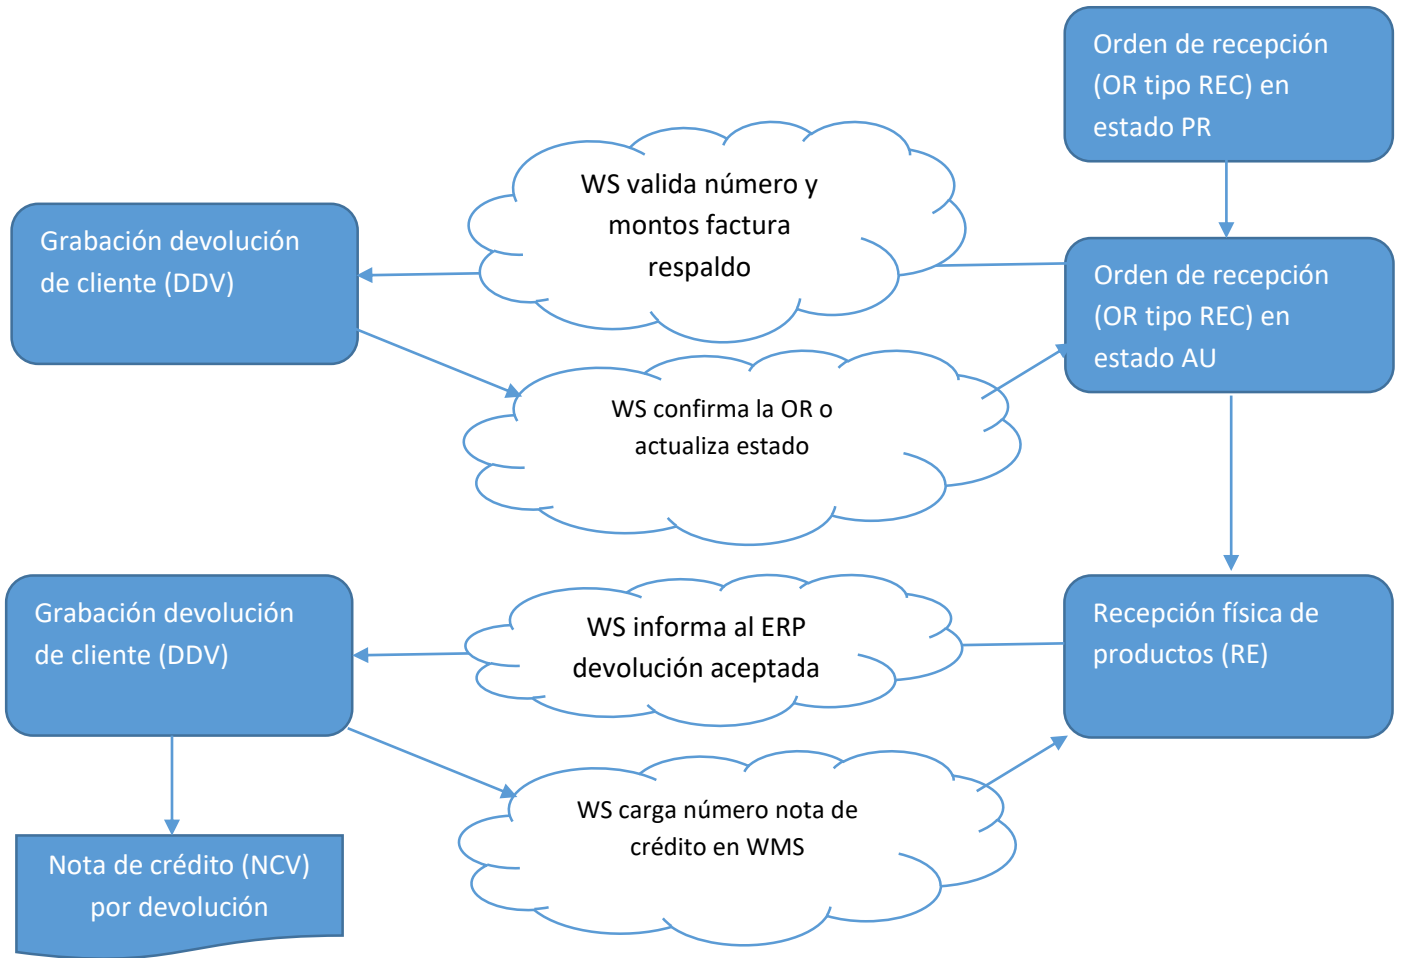 Orden de recepción
(OR tipo REC) en
estado PR
WS valida número y
montos factura
respaldo
Grabación devolución
de cliente (DDV)
Orden de recepción
(OR tipo REC) en
estado AU
WS confirma la OR o
actualiza estado
Grabación devolución
de cliente (DDV)
WS informa al ERP
devolución aceptada
Recepción física de
productos (RE)
WS carga número nota de
crédito en WMS
Nota de crédito (NCV)
por devolución